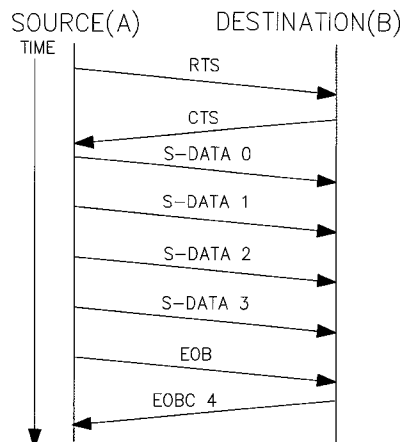 SOURCE(A) DESTINATION(B)
TIME
RTS
CTS
S-DATA 0
S-DATA 1
S-DATA 2
S-DATA 3
EOB
EOBC 4